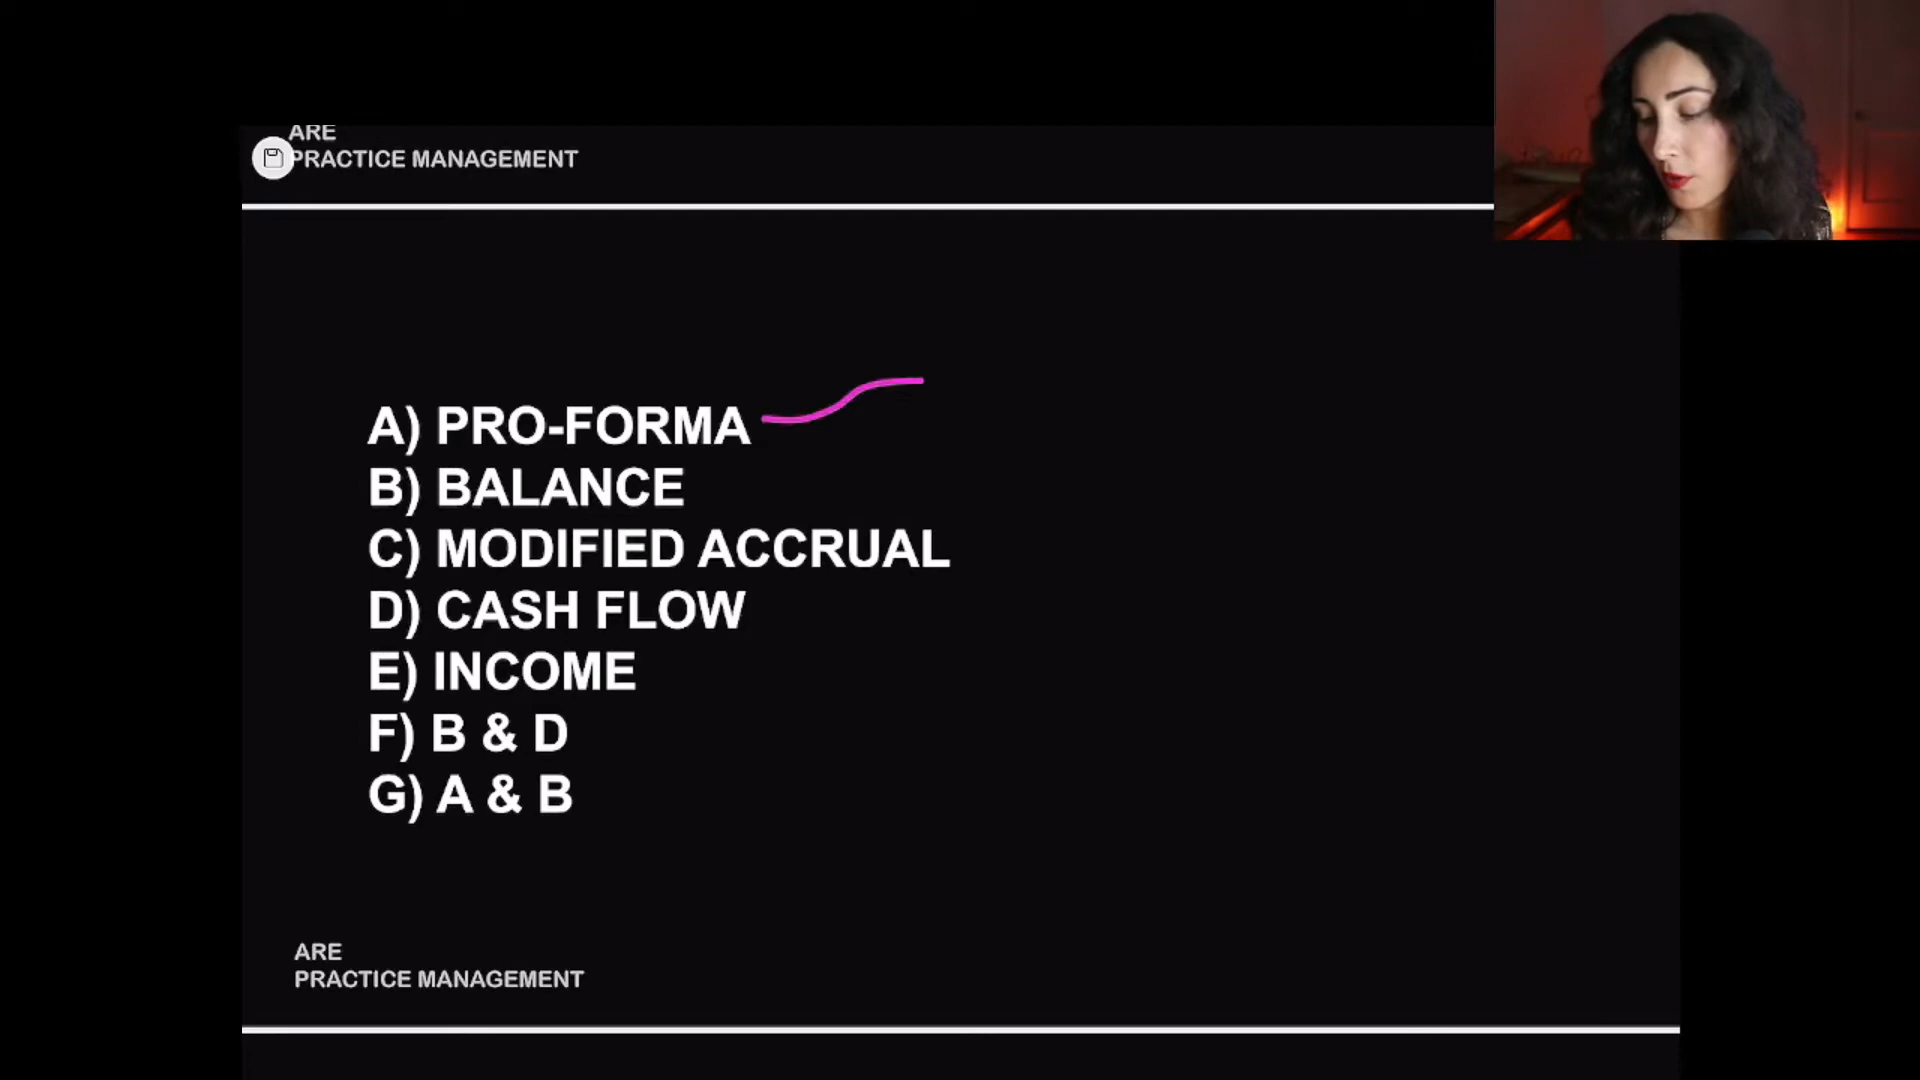 ARE
PRACTICE MANAGEMENT
A) PRO-FORMA
B) BALANCE
C) MODIFIED ACCRUAL
D) CASH FLOW
E) INCOME
F) B & D
G) A & B
ARE
PRACTICE MANAGEMENT